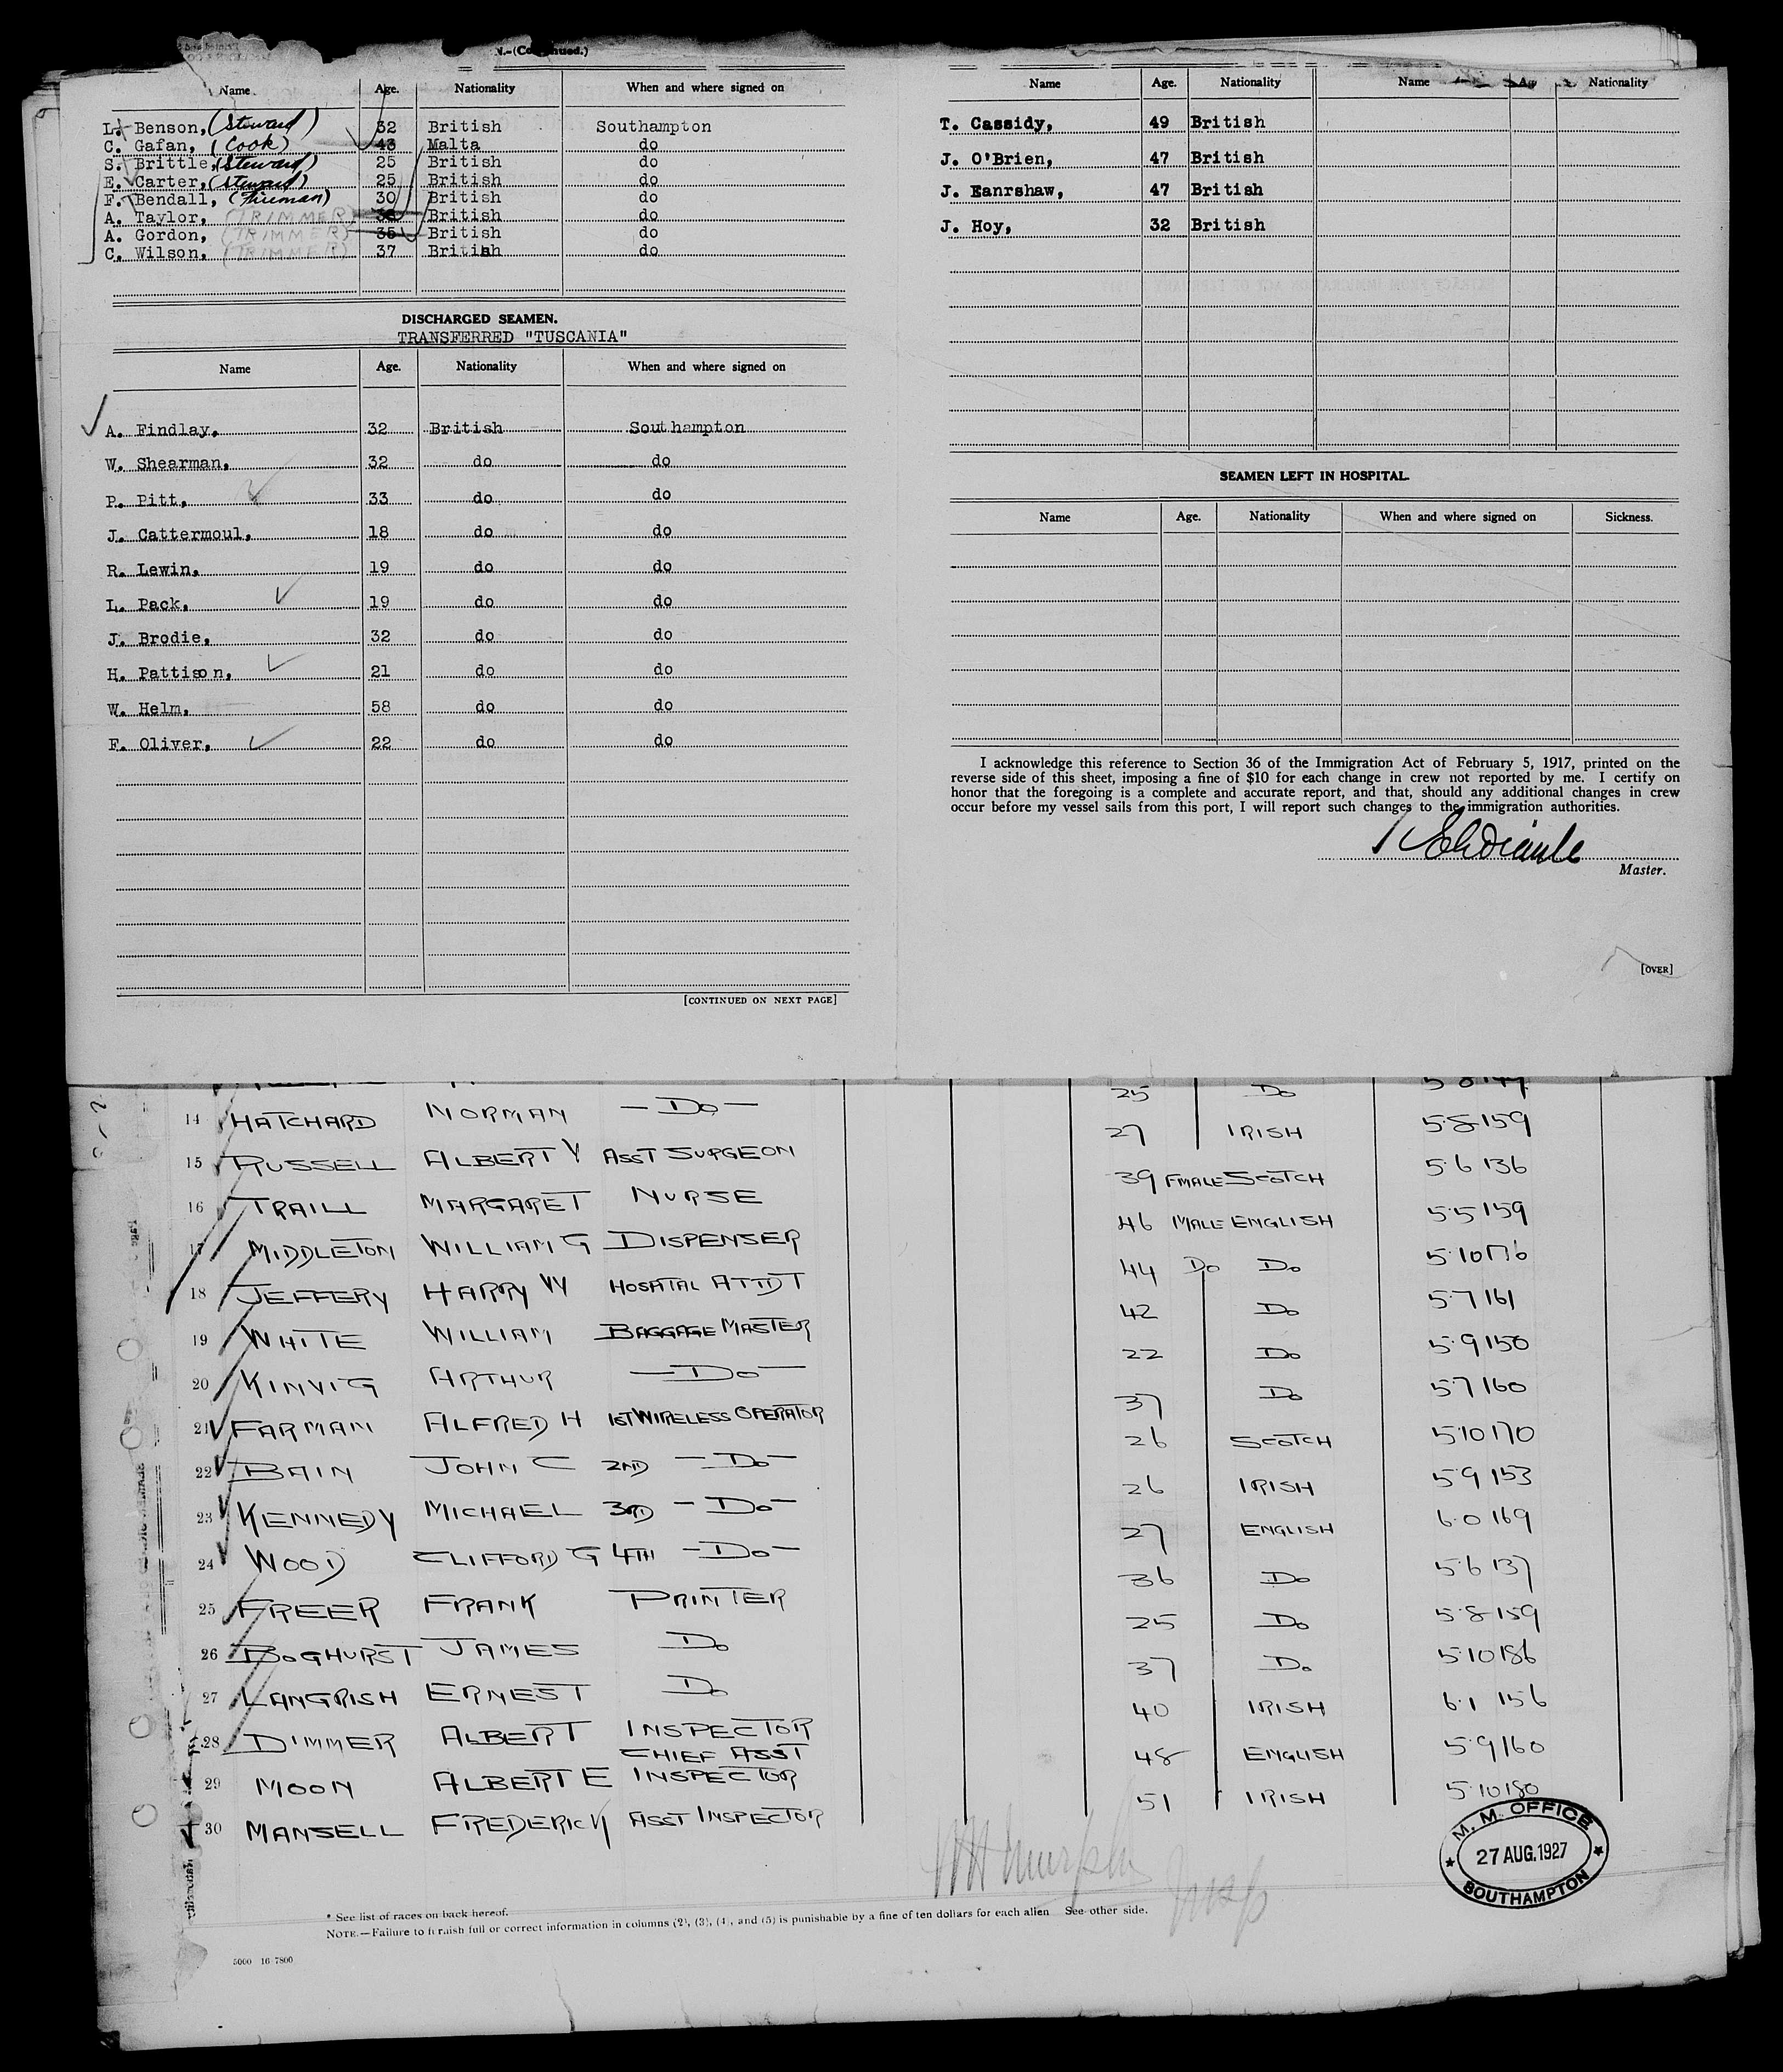 N.-(Continued.)
Name Age. Nationality When and where signed on
L. Benson, (Steward) 32 British Southampton
C. Gafan, (Cook) 43 Malta do
S. Brittle, (Steward) 25 British do
E. Carter, (Steward) 25 British do
F. Bendall, (Fireman) 30 British do
A. Taylor, (TRIMMER) British do
A. Gordon, (TRIMMER) 35 British do
C. Wilson, (TRIMMER) 37 British do
DISCHARGED SEAMEN.
TRANSFERRED "TUSCANIA"
Name Age. Nationality When and where signed on
A. Findlay, 32 British Southampton
W. Shearman, 32 do do
P. Pitt, 33 do do
J. Cattermoul, 18 do do
R. Lewin, 19 do do
L. Pack, 19 do do
J. Brodie, 32 do do
H. Pattison, 21 do do
W. Helm, 58 do do
F. Oliver, 22 do do
[CONTINUED ON NEXT PAGE]
Name Age. Nationality Name Age Nationality
T. Cassidy, 49 British
J. O'Brien, 47 British
J. Eanrshaw, 47 British
J. Hoy, 32 British
SEAMEN LEFT IN HOSPITAL.
Name Age. Nationality When and where signed on Sickness.
I acknowledge this reference to Section 36 of the Immigration Act of February 5, 1917, printed on the
reverse side of this sheet, imposing a fine of $10 for each change in crew not reported by me. I certify on
honor that the foregoing is a complete and accurate report, and that, should any additional changes in crew
occur before my vessel sails from this port, I will report such changes to the immigration authorities.
Master.
[OVER]
14 HATCHARD NORMAN - Do - 25 Do
15 RUSSELL ALBERT V ASST SURGEON 27 IRISH 5·8 159
16 TRAILL MARGARET NURSE 39 FMALE SCOTCH 5·6 136
17 MIDDLETON WILLIAM G DISPENSER 46 MALE ENGLISH 5·5 159
18 JEFFERY HARRY W HOSPITAL ATTDT 44 Do Do 5·10 176
19 WHITE WILLIAM BAGGAGE MASTER 42 Do 5·7 161
20 KINVIG ARTHUR - Do - 22 Do 5·9 150
21 FARMAN ALFRED H 1ST WIRELESS OPERATOR 37 Do 5·7 160
22 BAIN JOHN C 2ND - Do - 26 SCOTCH 5·10 170
23 KENNEDY MICHAEL 3RD - Do - 26 IRISH 5·9 153
24 WOOD CLIFFORD G 4TH - Do - 27 ENGLISH 6·0 169
25 FREER FRANK PRINTER 36 Do 5·6 137
26 BOGHURST JAMES Do 25 Do 5·8 159
27 LANGRISH ERNEST Do 37 Do 5·10 186
28 DIMMER ALBERT INSPECTOR 40 IRISH 6·1 156
29 MOON ALBERT E CHIEF ASST INSPECTOR 48 ENGLISH 5·9 160
30 MANSELL FREDERICK ASST INSPECTOR 51 IRISH 5·10 180
WH Murphy
Insp
M. M. OFFICE
27 AUG. 1927
SOUTHAMPTON
* See list of races on back hereof.
NOTE.—Failure to furnish full or correct information in columns (2), (3), (4), and (5) is punishable by a fine of ten dollars for each alien See other side.
5000 16 7800